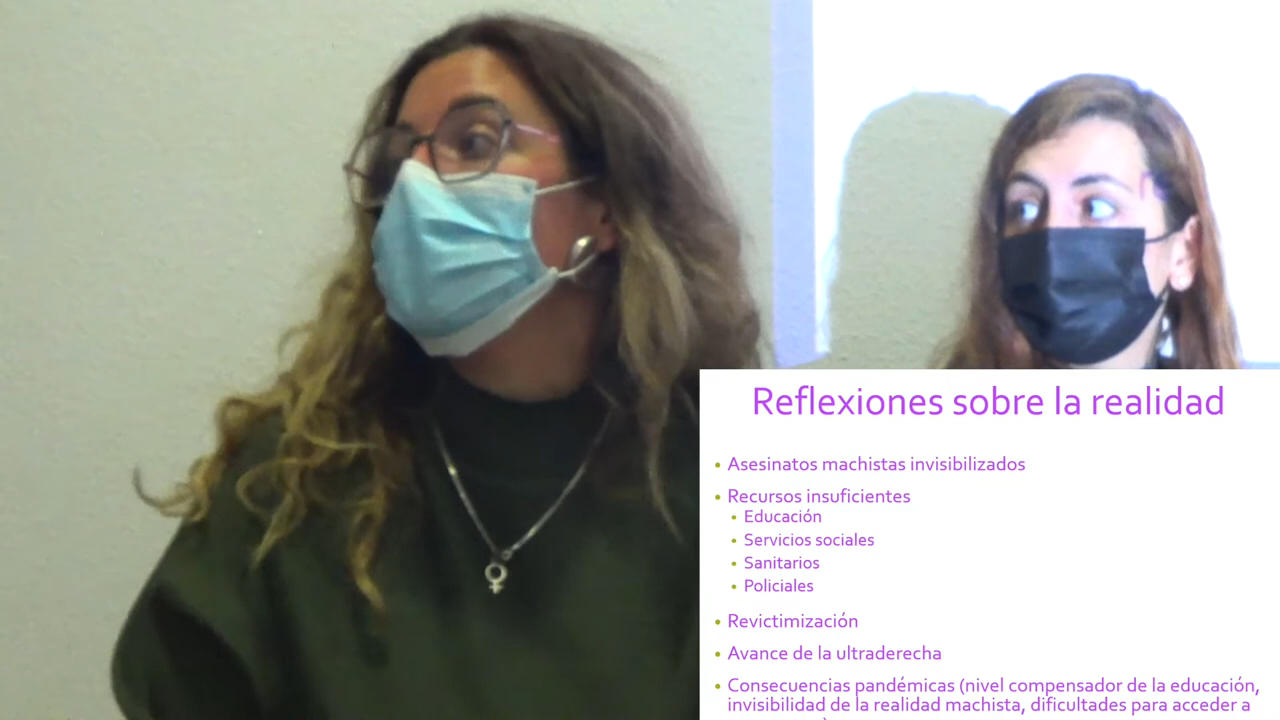 Reflexiones sobre la realidad
• Asesinatos machistas invisibilizados
• Recursos insuficientes
• Educación
• Servicios sociales
• Sanitarios
• Policiales
• Revictimización
• Avance de la ultraderecha
• Consecuencias pandémicas (nivel compensador de la educación,
invisibilidad de la realidad machista, dificultades para acceder a